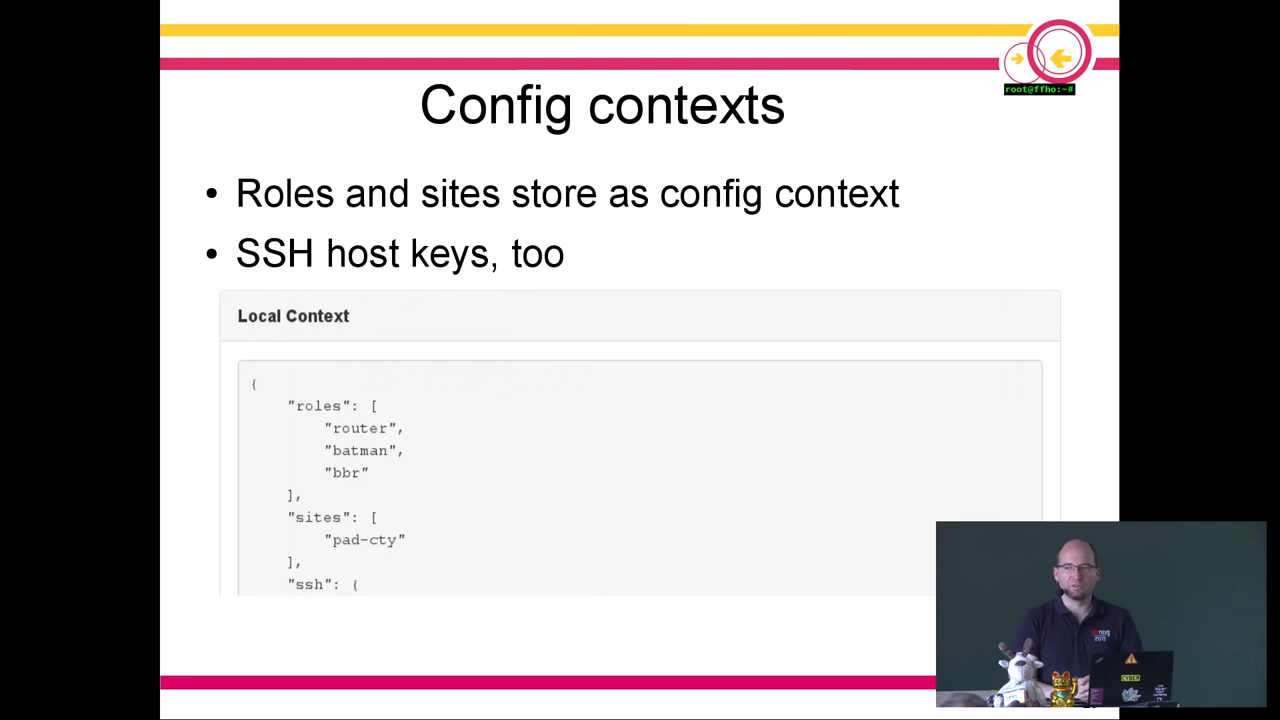 root@ffho:~#
Config contexts
• Roles and sites store as config context
• SSH host keys, too
Local Context
{
"roles": [
"router",
"batman",
"bbr"
],
"sites": [
"pad-cty"
],
"ssh": {
CYBER